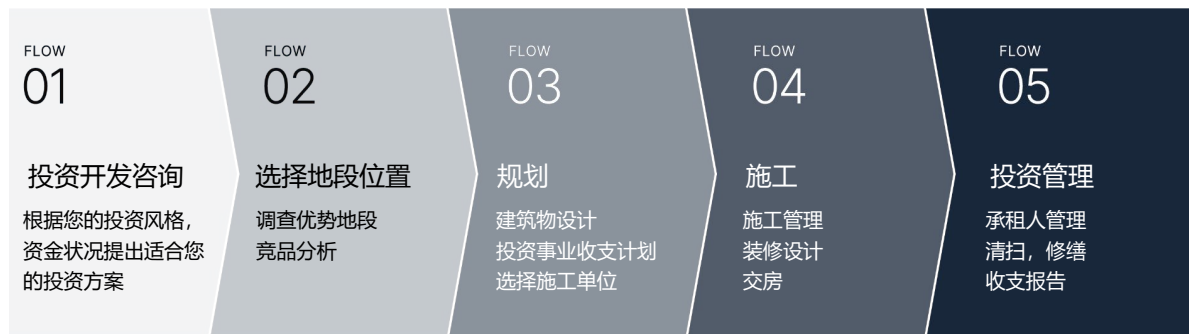 FLOW
01
投资开发咨询
根据您的投资风格，
资金状况提出适合您
的投资方案
FLOW
02
选择地段位置
调查优势地段
竞品分析
FLOW
03
规划
建筑物设计
投资事业收支计划
选择施工单位
FLOW
04
施工
施工管理
装修设计
交房
FLOW
05
投资管理
承租人管理
清扫，修缮
收支报告